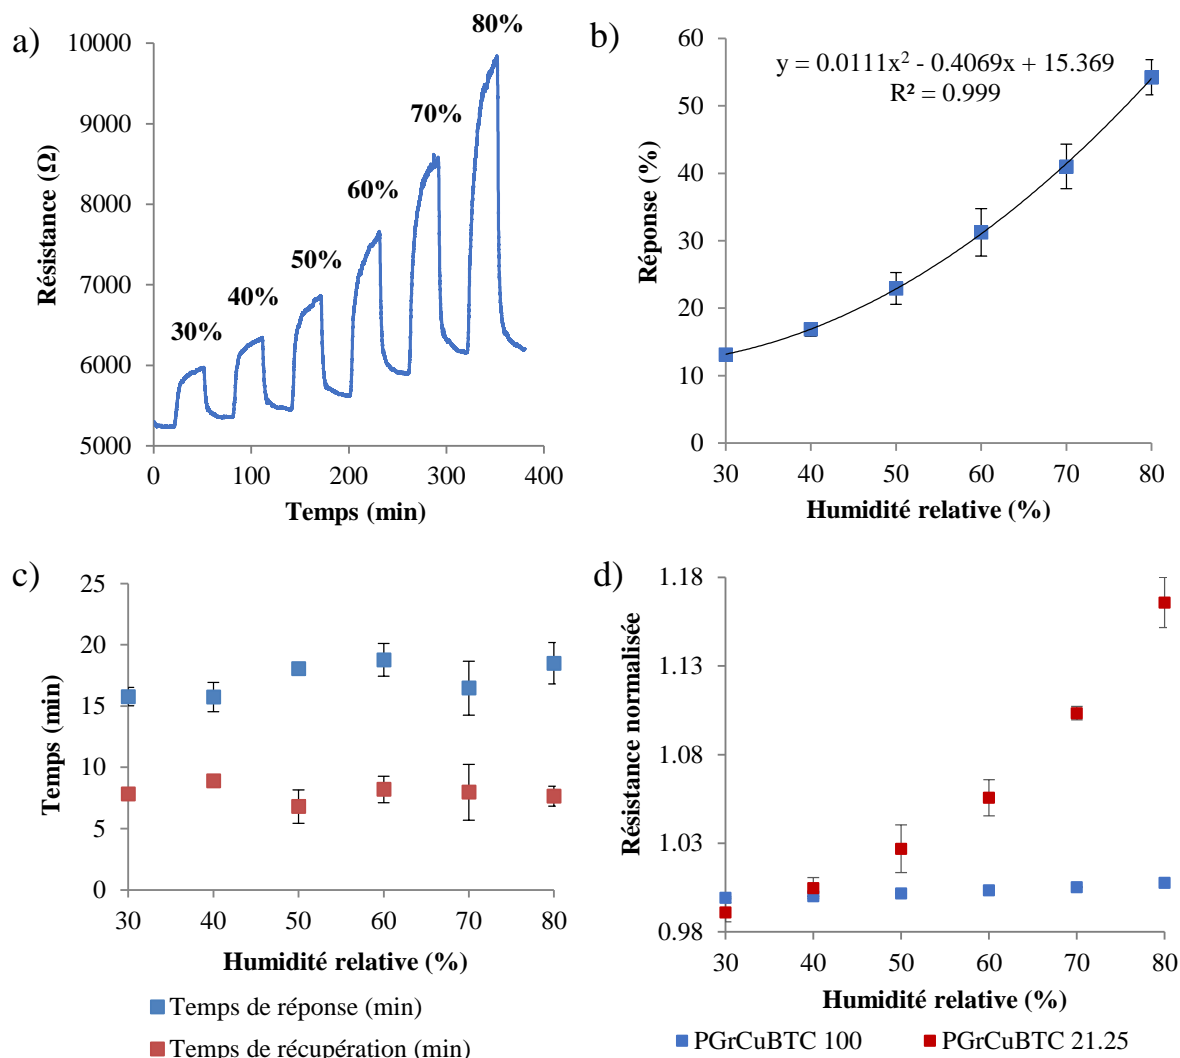 a)
10000
9000
8000
7000
6000
5000
Résistance (Ω)
30%
40%
50%
60%
70%
80%
0
100
200
300
400
Temps (min)
b)
60
50
40
30
20
10
0
Réponse (%)
y = 0.0111x² - 0.4069x + 15.369
R² = 0.999
30
40
50
60
70
80
Humidité relative (%)
c)
25
20
15
10
5
0
Temps (min)
30
40
50
60
70
80
Humidité relative (%)
Temps de réponse (min)
Temps de récupération (min)
d)
1.18
1.13
1.08
1.03
0.98
Résistance normalisée
30
40
50
60
70
80
Humidité relative (%)
PGrCuBTC 100
PGrCuBTC 21.25